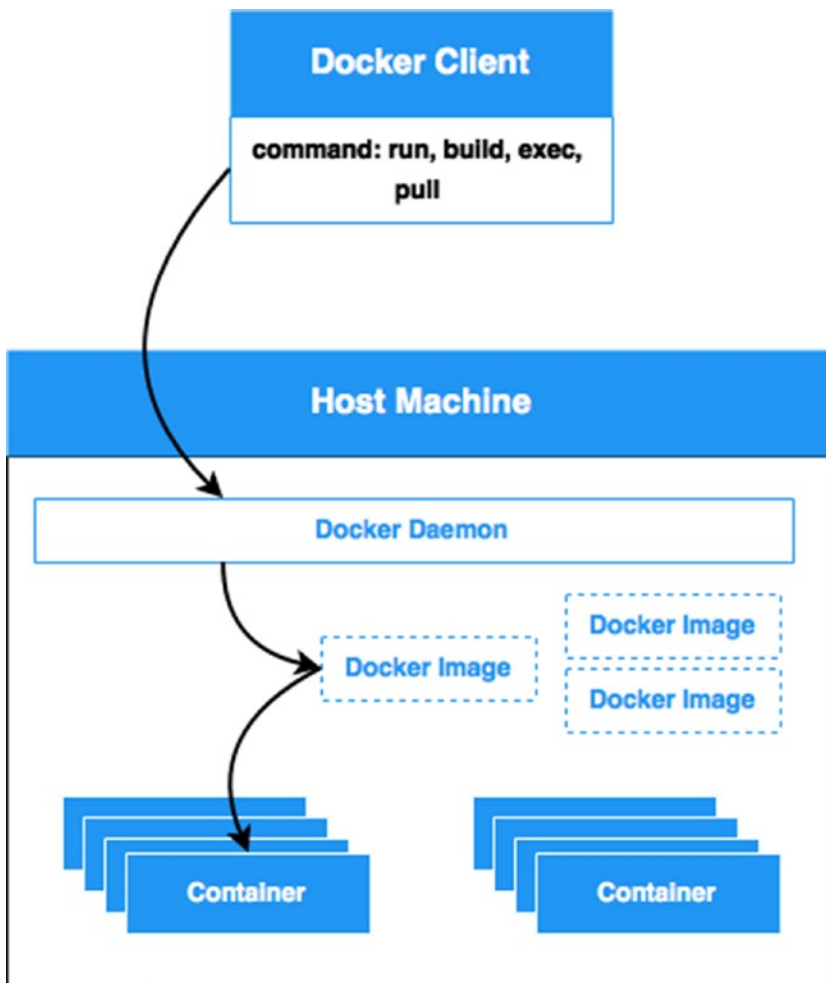 Docker Client
command: run, build, exec,
pull
Host Machine
Docker Daemon
Docker Image
Docker Image
Docker Image
Container
Container